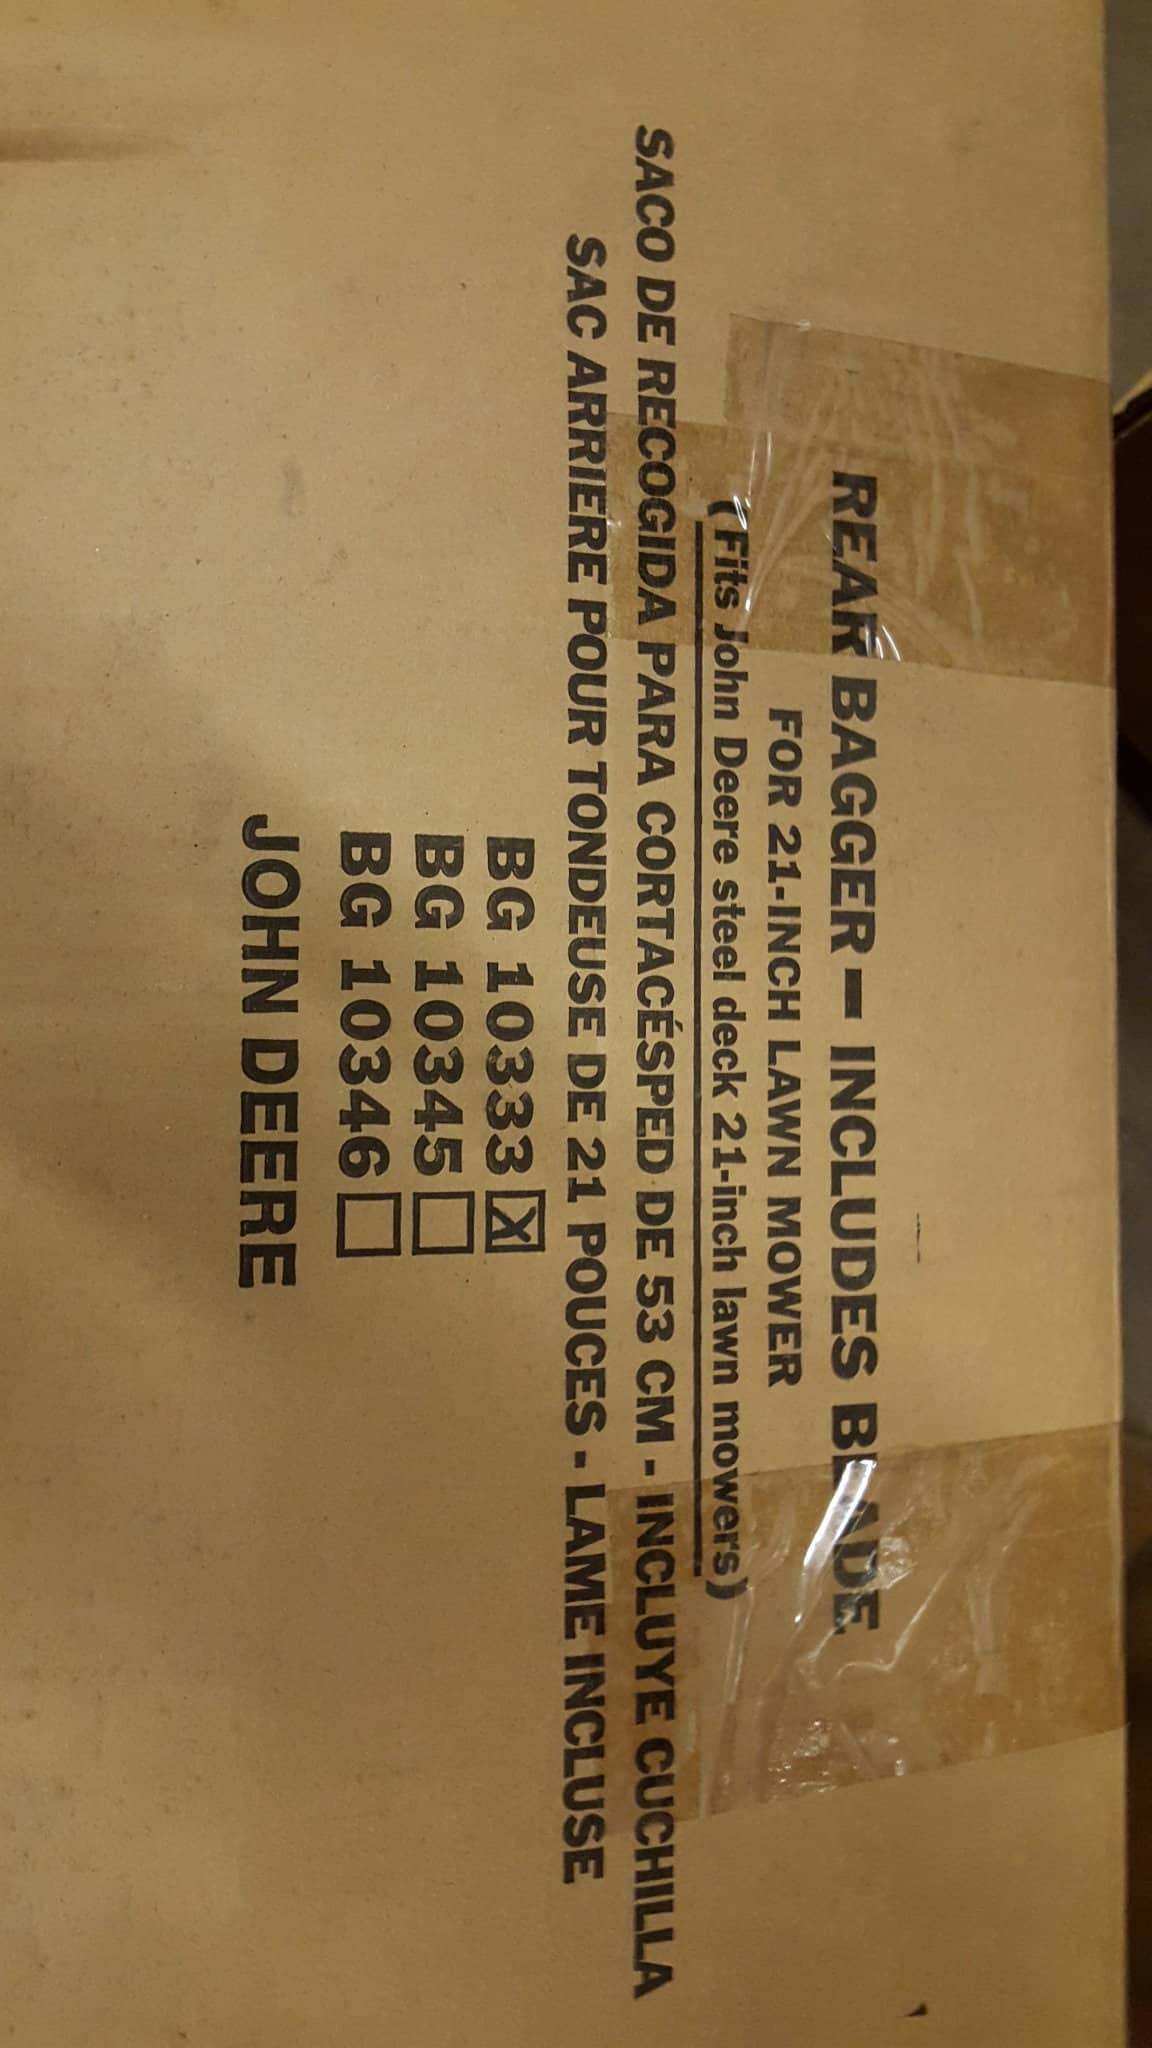 REAR BAGGER — INCLUDES BLADE
FOR 21-INCH LAWN MOWER
(Fits John Deere steel deck 21-inch lawn mowers)
SACO DE RECOGIDA PARA CORTACÉSPED DE 53 CM - INCLUYE CUCHILLA
SAC ARRIERE POUR TONDEUSE DE 21 POUCES - LAME INCLUSE
BG 10333 X
BG 10345
BG 10346
JOHN DEERE